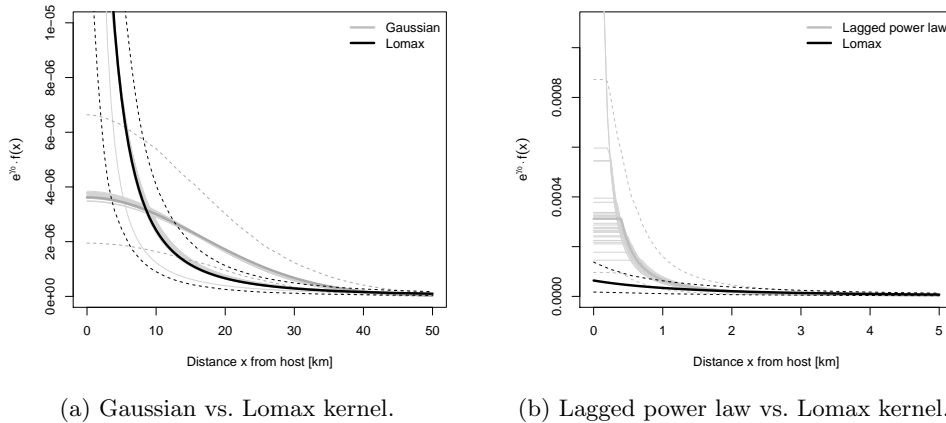 Gaussian
Lomax
1e−05
8e−06
6e−06
4e−06
2e−06
0e+00
e^γ0 ⋅ f(x)
0 10 20 30 40 50
Distance x from host [km]
(a) Gaussian vs. Lomax kernel.
Lagged power law
Lomax
0.0008
0.0004
0.0000
e^γ0 ⋅ f(x)
0 1 2 3 4 5
Distance x from host [km]
(b) Lagged power law vs. Lomax kernel.